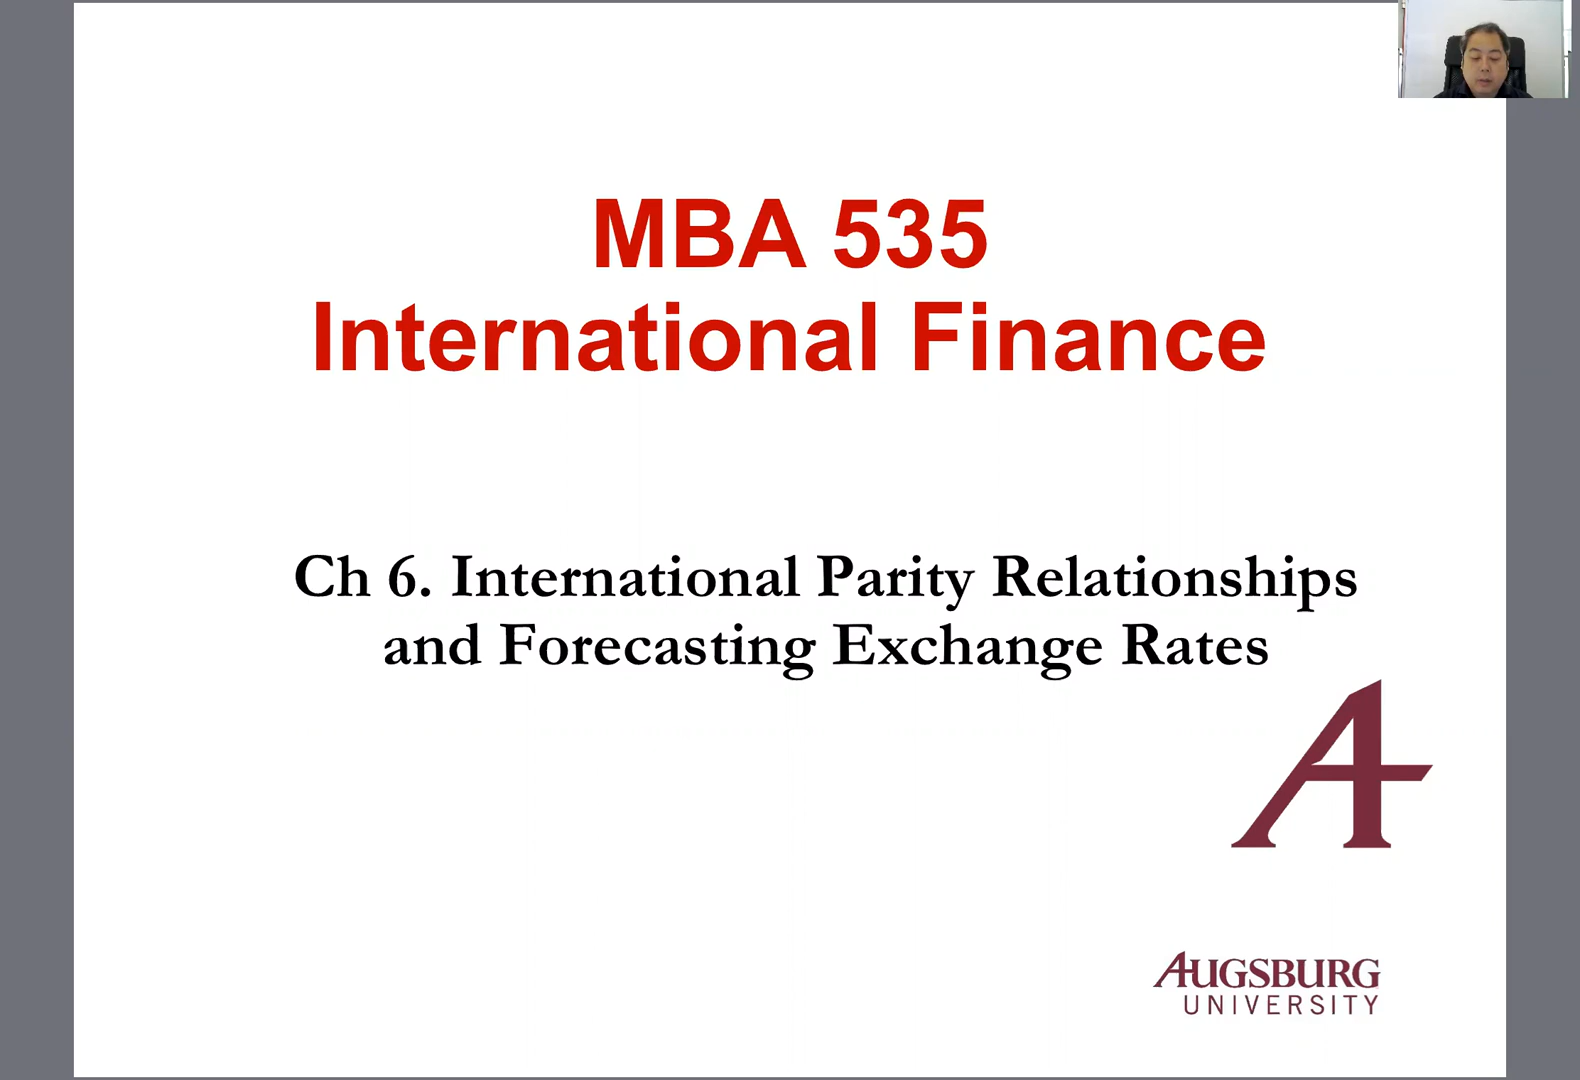 MBA 535
International Finance
Ch 6. International Parity Relationships
and Forecasting Exchange Rates
A
AUGSBURG
UNIVERSITY